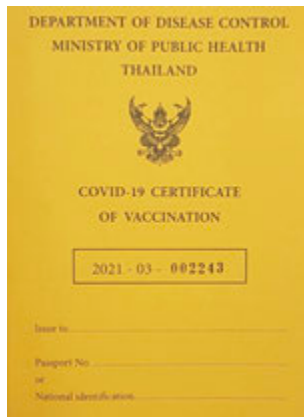 DEPARTMENT OF DISEASE CONTROL
MINISTRY OF PUBLIC HEALTH
THAILAND
COVID-19 CERTIFICATE
OF VACCINATION
2021 - 03 - 002243
Issue to
Passport No.
or
National identification